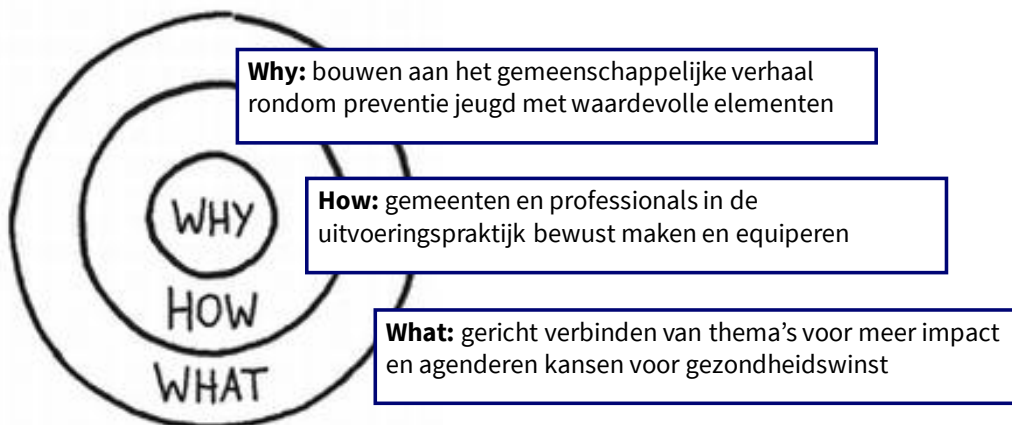 Why: bouwen aan het gemeenschappelijke verhaal
rondom preventie jeugd met waardevolle elementen
WHY
How: gemeenten en professionals in de
uitvoeringspraktijk bewust maken en equiperen
HOW
What: gericht verbinden van thema’s voor meer impact
en agenderen kansen voor gezondheidswinst
WHAT